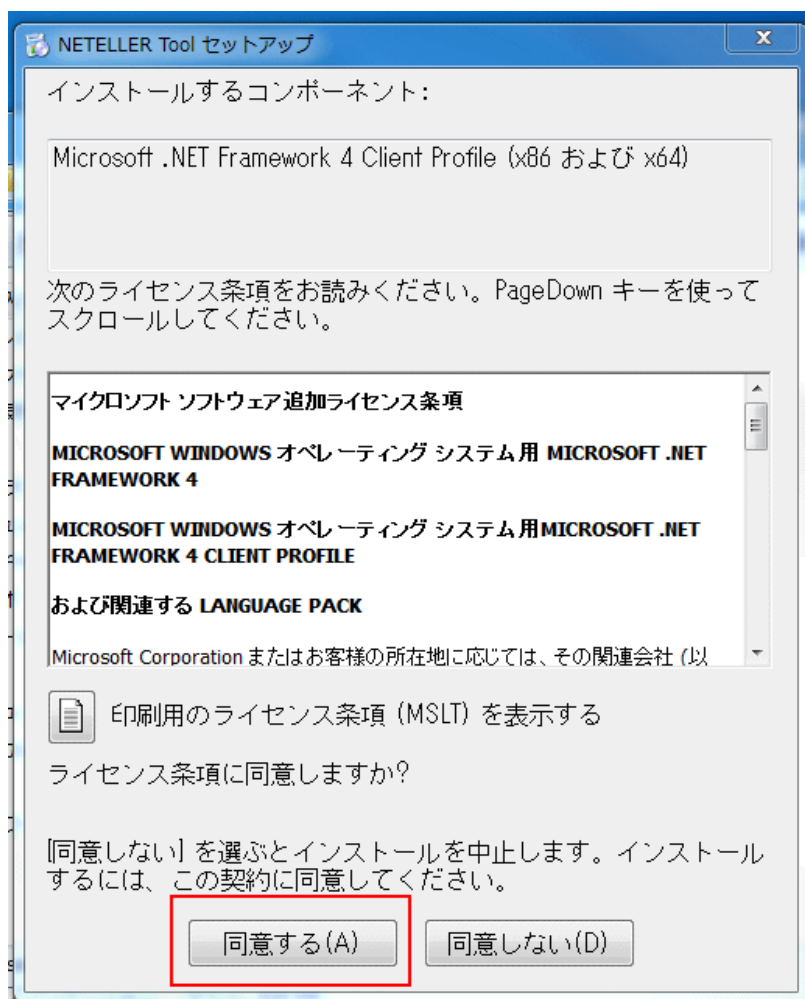 NETELLER Tool セットアップ
インストールするコンポーネント:
Microsoft .NET Framework 4 Client Profile (x86 および x64)
次のライセンス条項をお読みください。PageDown キーを使って
スクロールしてください。
マイクロソフト ソフトウェア追加ライセンス条項
MICROSOFT WINDOWS オペレーティング システム用 MICROSOFT .NET
FRAMEWORK 4
MICROSOFT WINDOWS オペレーティング システム用MICROSOFT .NET
FRAMEWORK 4 CLIENT PROFILE
および関連する LANGUAGE PACK
Microsoft Corporation またはお客様の所在地に応じては、その関連会社 (以
印刷用のライセンス条項 (MSLT) を表示する
ライセンス条項に同意しますか?
[同意しない] を選ぶとインストールを中止します。インストール
するには、この契約に同意してください。
同意する(A)
同意しない(D)